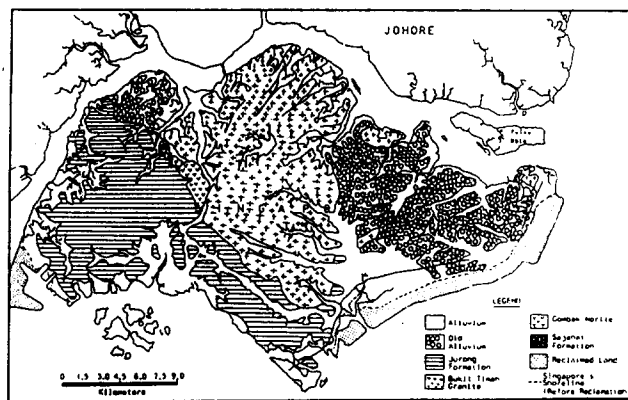 JOHORE
LEGEND
Alluvium
Old
Alluvium
Jurong
Formation
Bukit Timah
Granite
Gombak Norite
Sajahat
Formation
Reclaimed Land
Singapore's
Shoreline
(Before Reclamation)
0 1.5 3.0 4.5 6.0 7.5 9.0
Kilometers